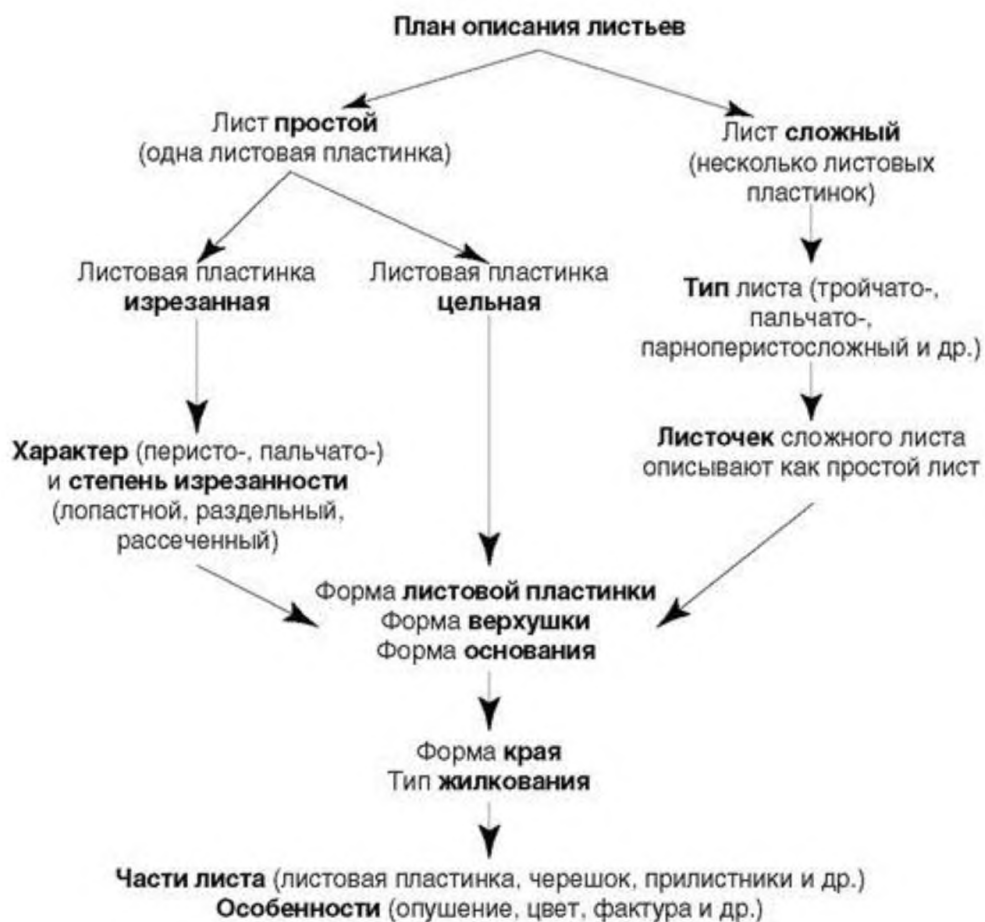 План описания листьев
Лист простой
(одна листовая пластинка)
Лист сложный
(несколько листовых
пластинок)
Листовая пластинка
изрезанная
Листовая пластинка
цельная
Тип листа (тройчато-,
пальчато-,
парноперистосложный и др.)
Характер (перисто-, пальчато-)
и степень изрезанности
(лопастной, раздельный,
рассеченный)
Листочек сложного листа
описывают как простой лист
Форма листовой пластинки
Форма верхушки
Форма основания
Форма края
Тип жилкования
Части листа (листовая пластинка, черешок, прилистники и др.)
Особенности (опушение, цвет, фактура и др.)